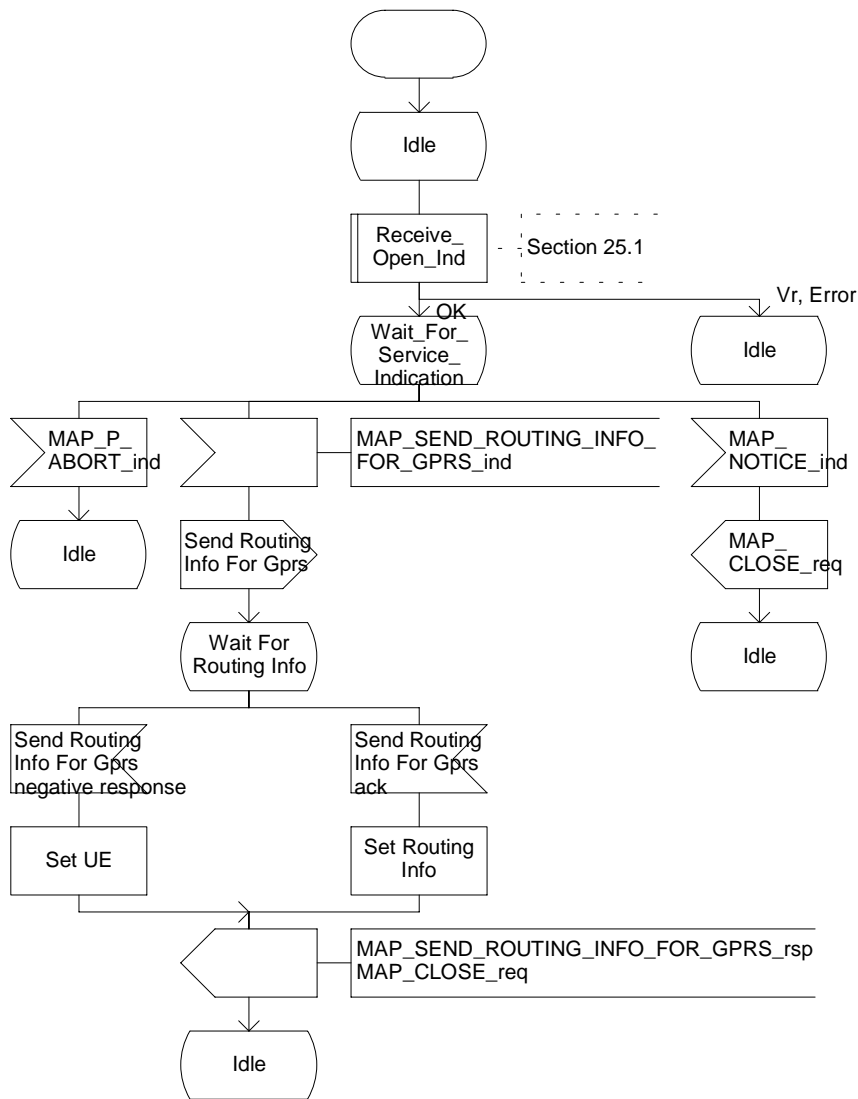 Idle
Receive_
Open_Ind
Section 25.1
Vr, Error
OK
Wait_For_
Service_
Indication
Idle
MAP_P_
ABORT_ind
MAP_SEND_ROUTING_INFO_
FOR_GPRS_ind
MAP_
NOTICE_ind
Idle
Send Routing
Info For Gprs
MAP_
CLOSE_req
Wait For
Routing Info
Idle
Send Routing
Info For Gprs
negative response
Send Routing
Info For Gprs
ack
Set UE
Set Routing
Info
MAP_SEND_ROUTING_INFO_FOR_GPRS_rsp
MAP_CLOSE_req
Idle